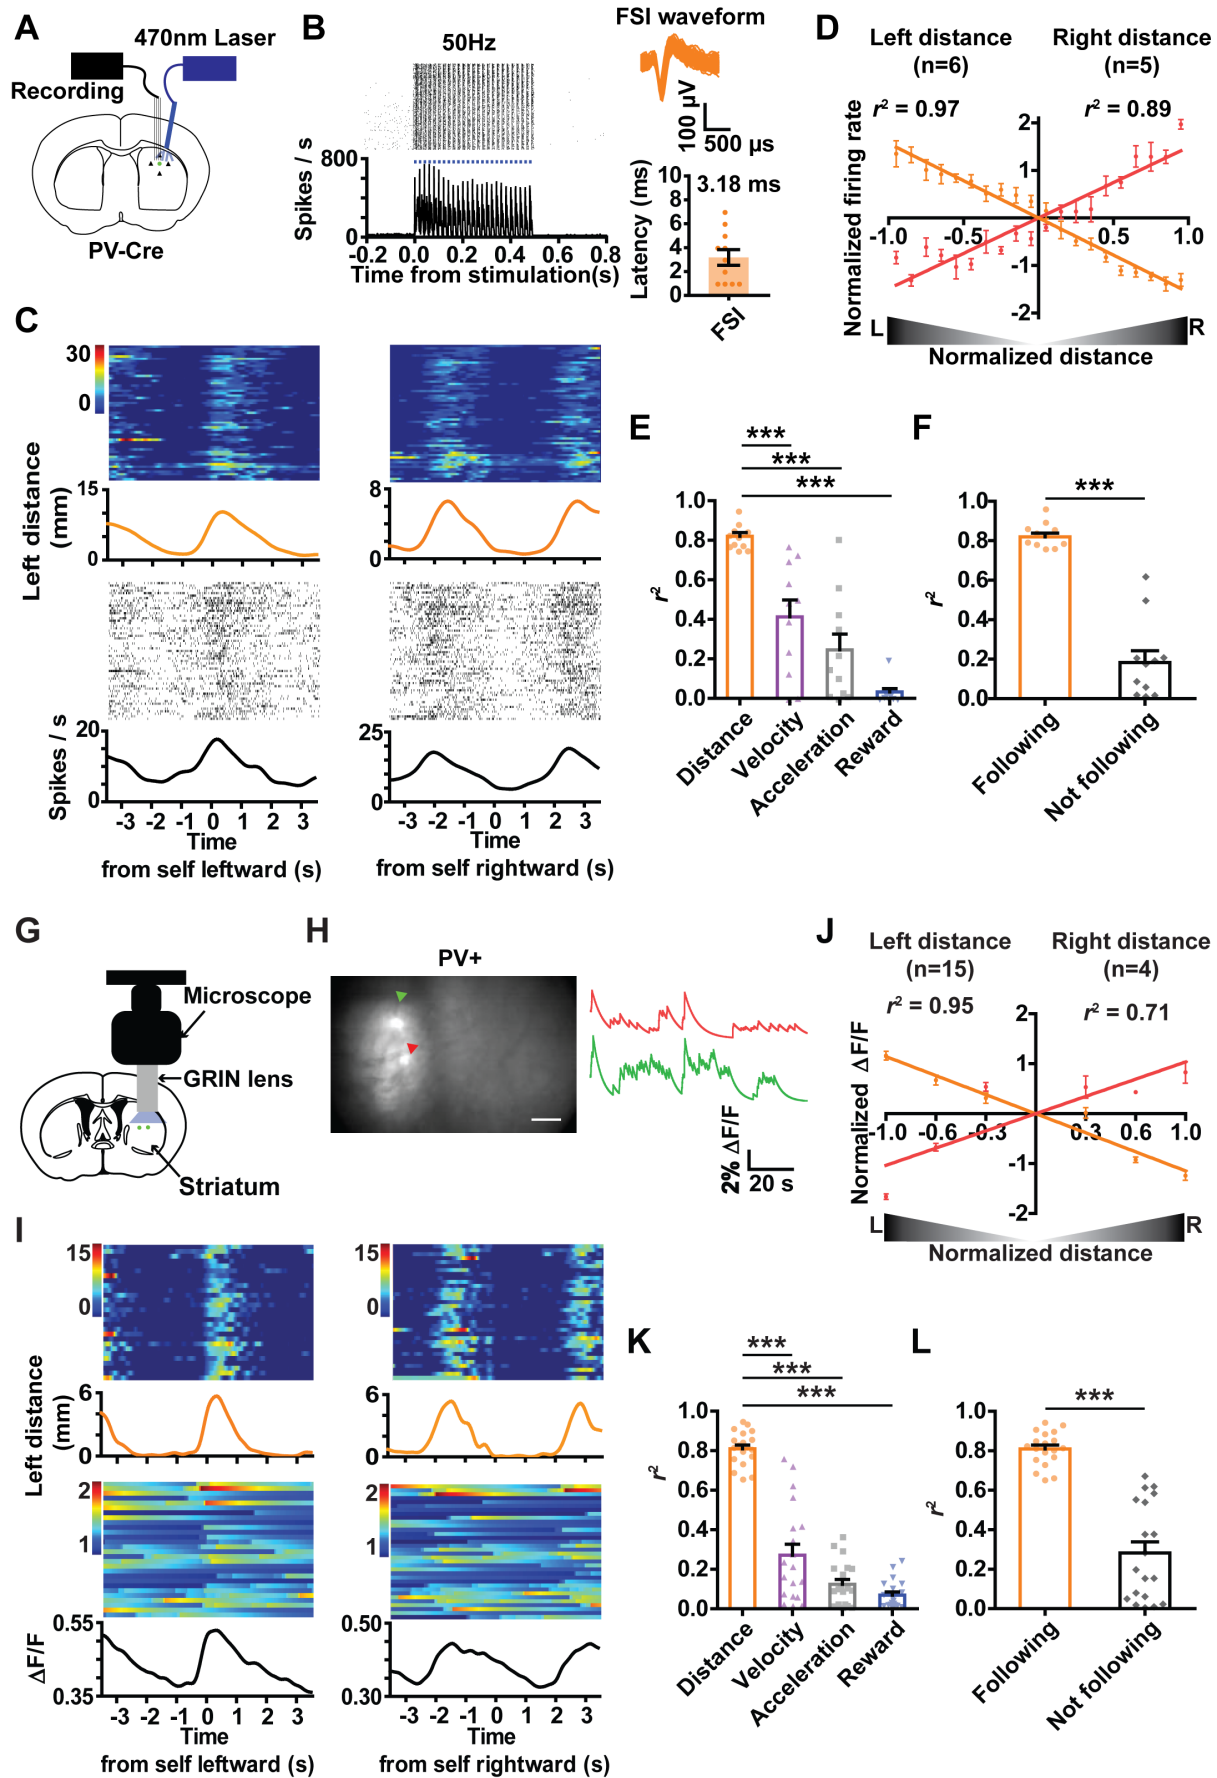 A
470nm Laser
Recording
PV-Cre
B
50Hz
Spikes / s
800
0
-0.2 0.0 0.2 0.4 0.6 0.8
Time from stimulation(s)
FSI waveform
100 µV
500 µs
Latency (ms)
10
8
6
4
2
0
3.18 ms
FSI
D
Left distance
(n=6)
Right distance
(n=5)
r² = 0.97
r² = 0.89
Normalized firing rate
2
1
-1
-2
-1.0 -0.5 0.5 1.0
L
R
Normalized distance
C
30
0
Left distance
(mm)
15
0
8
0
Spikes / s
20
0
25
0
-3 -2 -1 0 1 2 3
Time
from self leftward (s)
-3 -2 -1 0 1 2 3
Time
from self rightward (s)
E
***
***
***
r²
1.0
0.8
0.6
0.4
0.2
0.0
Distance
Velocity
Acceleration
Reward
F
***
r²
1.0
0.8
0.6
0.4
0.2
0.0
Following
Not following
G
Microscope
GRIN lens
Striatum
H
PV+
2% ΔF/F
20 s
J
Left distance
(n=15)
Right distance
(n=4)
r² = 0.95
r² = 0.71
Normalized ΔF/F
2
1
-1
-2
-1.0 -0.6 -0.3 0.3 0.6 1.0
L
R
Normalized distance
I
15
0
15
0
Left distance
(mm)
6
0
6
0
2
1
2
1
ΔF/F
0.55
0.35
0.50
0.30
-3 -2 -1 0 1 2 3
Time
from self leftward (s)
-3 -2 -1 0 1 2 3
Time
from self rightward (s)
K
***
***
***
r²
1.0
0.8
0.6
0.4
0.2
0.0
Distance
Velocity
Acceleration
Reward
L
***
r²
1.0
0.8
0.6
0.4
0.2
0.0
Following
Not following